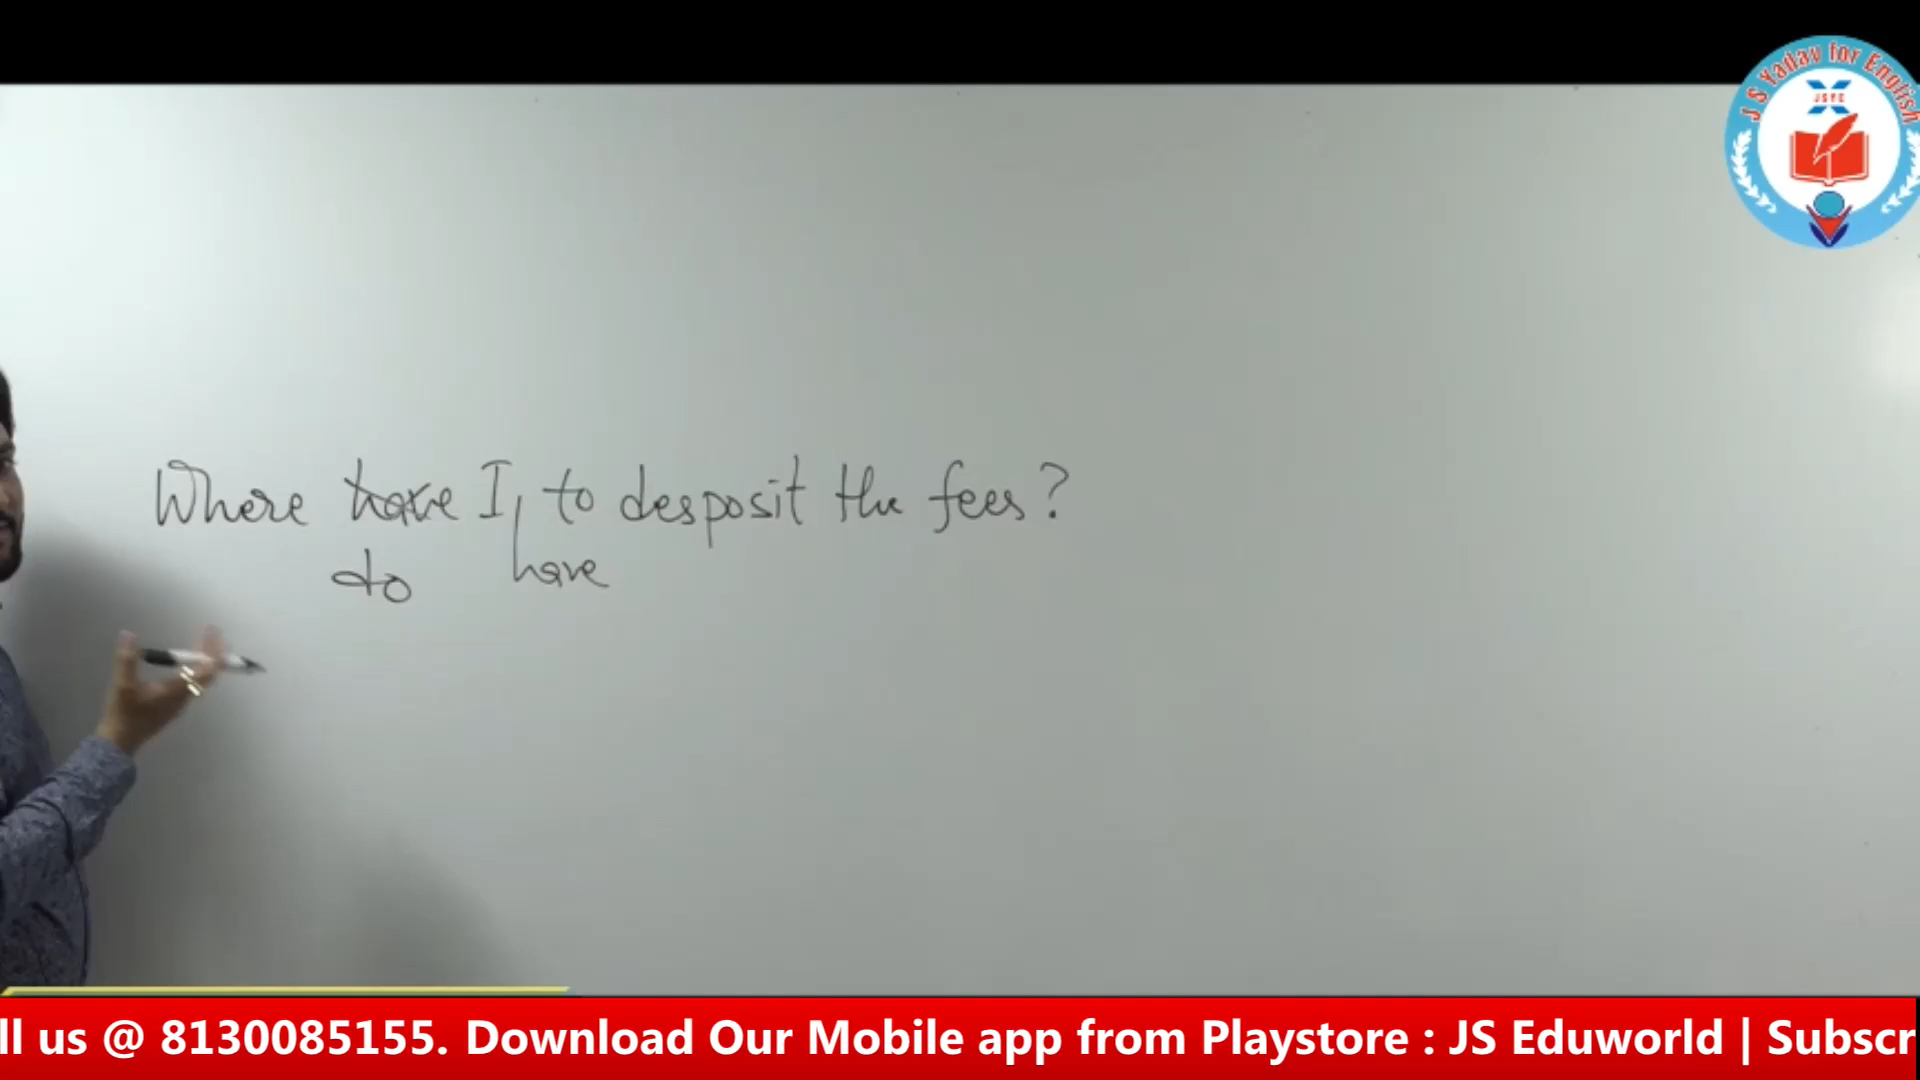 J S Yadav for English
JSYE
Where have I, to desposit the fees?
do have
ll us @ 8130085155. Download Our Mobile app from Playstore : JS Eduworld | Subscr